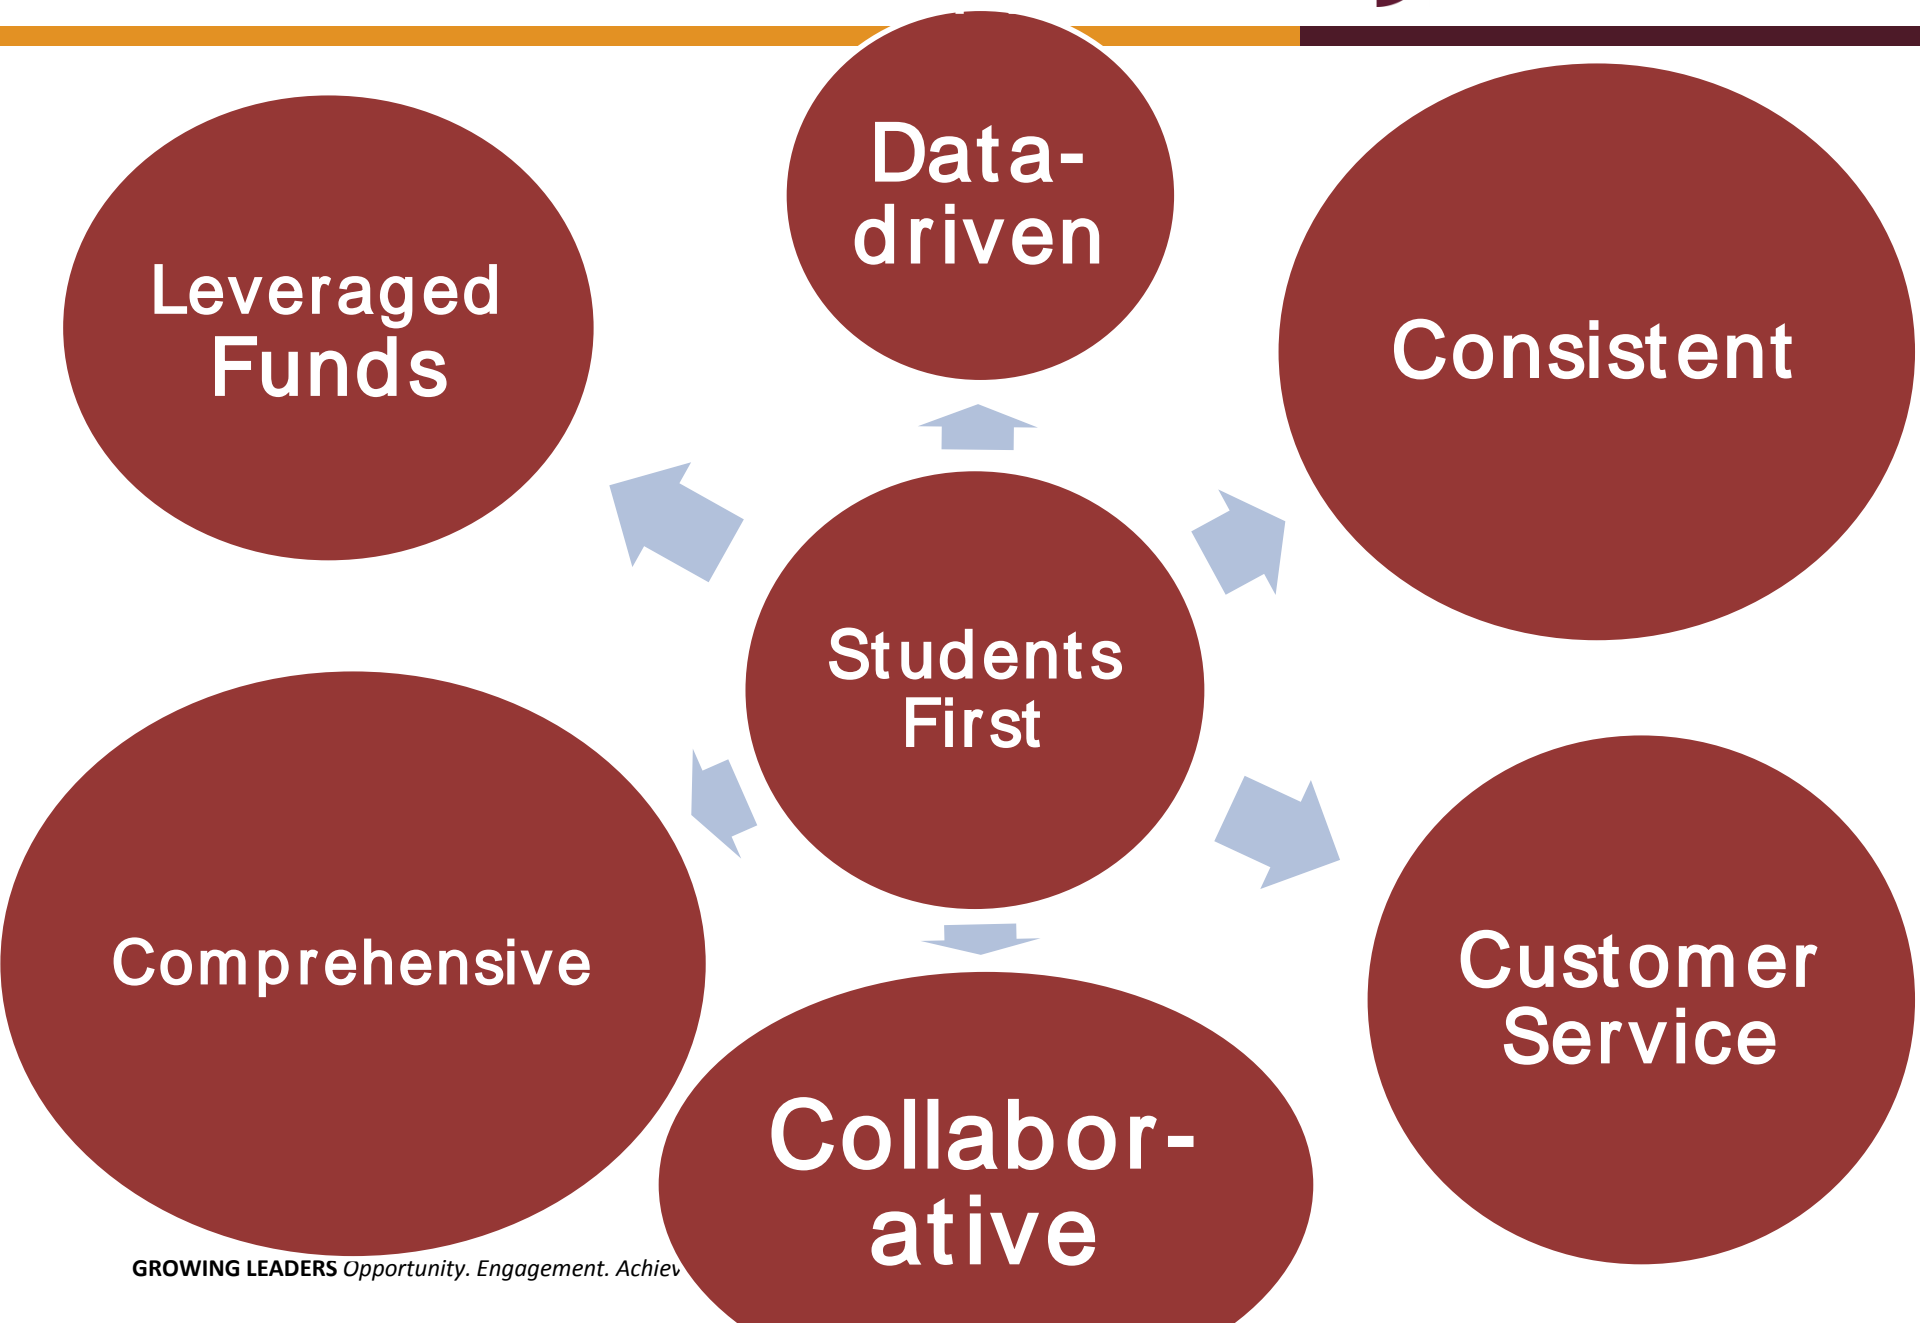 Data-
driven
Leveraged
Funds
Consistent
Students
First
Comprehensive
Customer
Service
Collabor-
ative
GROWING LEADERS Opportunity. Engagement.